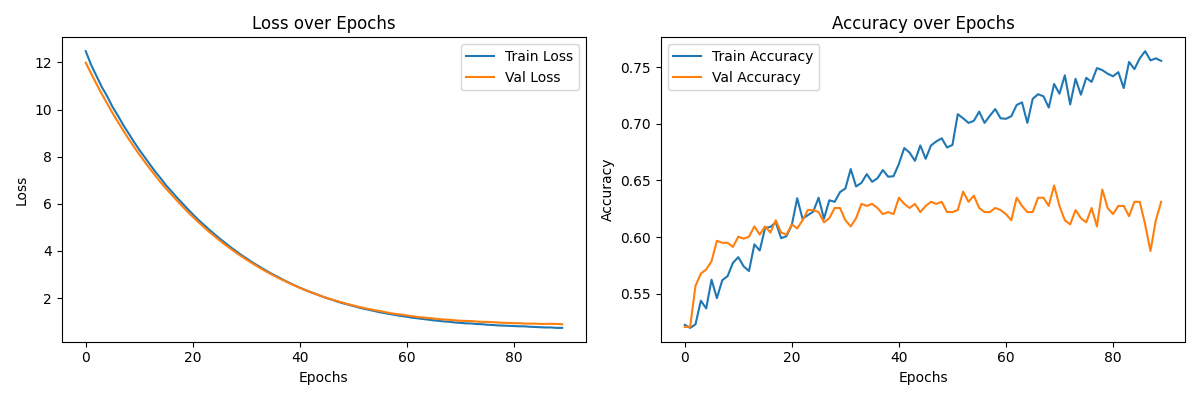 Loss over Epochs
Train Loss
Val Loss
12
10
8
6
4
2
Loss
0
20
40
60
80
Epochs
Accuracy over Epochs
Train Accuracy
Val Accuracy
0.75
0.70
0.65
0.60
0.55
Accuracy
0
20
40
60
80
Epochs